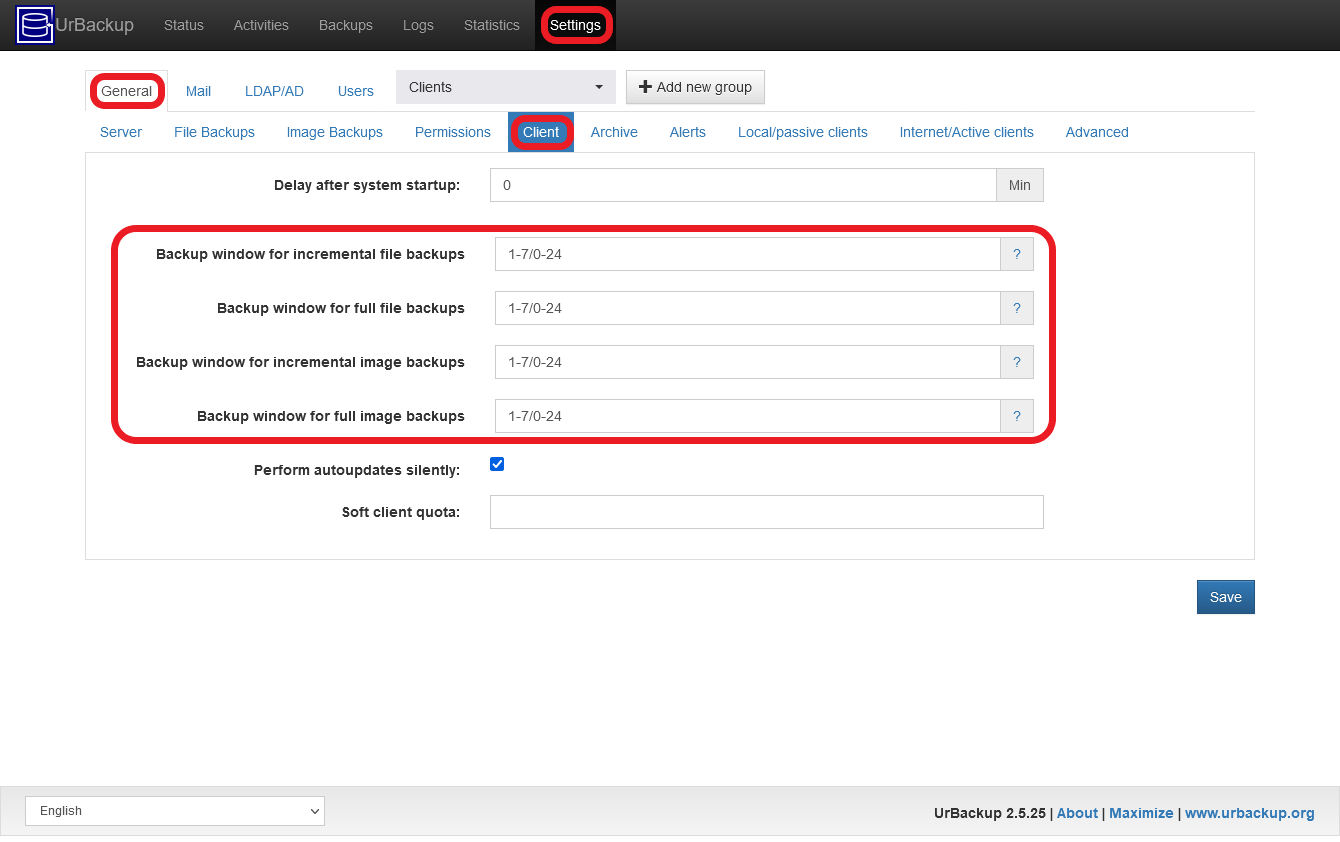 UrBackup Status Activities Backups Logs Statistics Settings
General Mail LDAP/AD Users Clients Add new group
Server File Backups Image Backups Permissions Client Archive Alerts Local/passive clients Internet/Active clients Advanced
Delay after system startup: 0 Min
Backup window for incremental file backups 1-7/0-24 ?
Backup window for full file backups 1-7/0-24 ?
Backup window for incremental image backups 1-7/0-24 ?
Backup window for full image backups 1-7/0-24 ?
Perform autoupdates silently:
Soft client quota:
Save
English UrBackup 2.5.25 | About | Maximize | www.urbackup.org